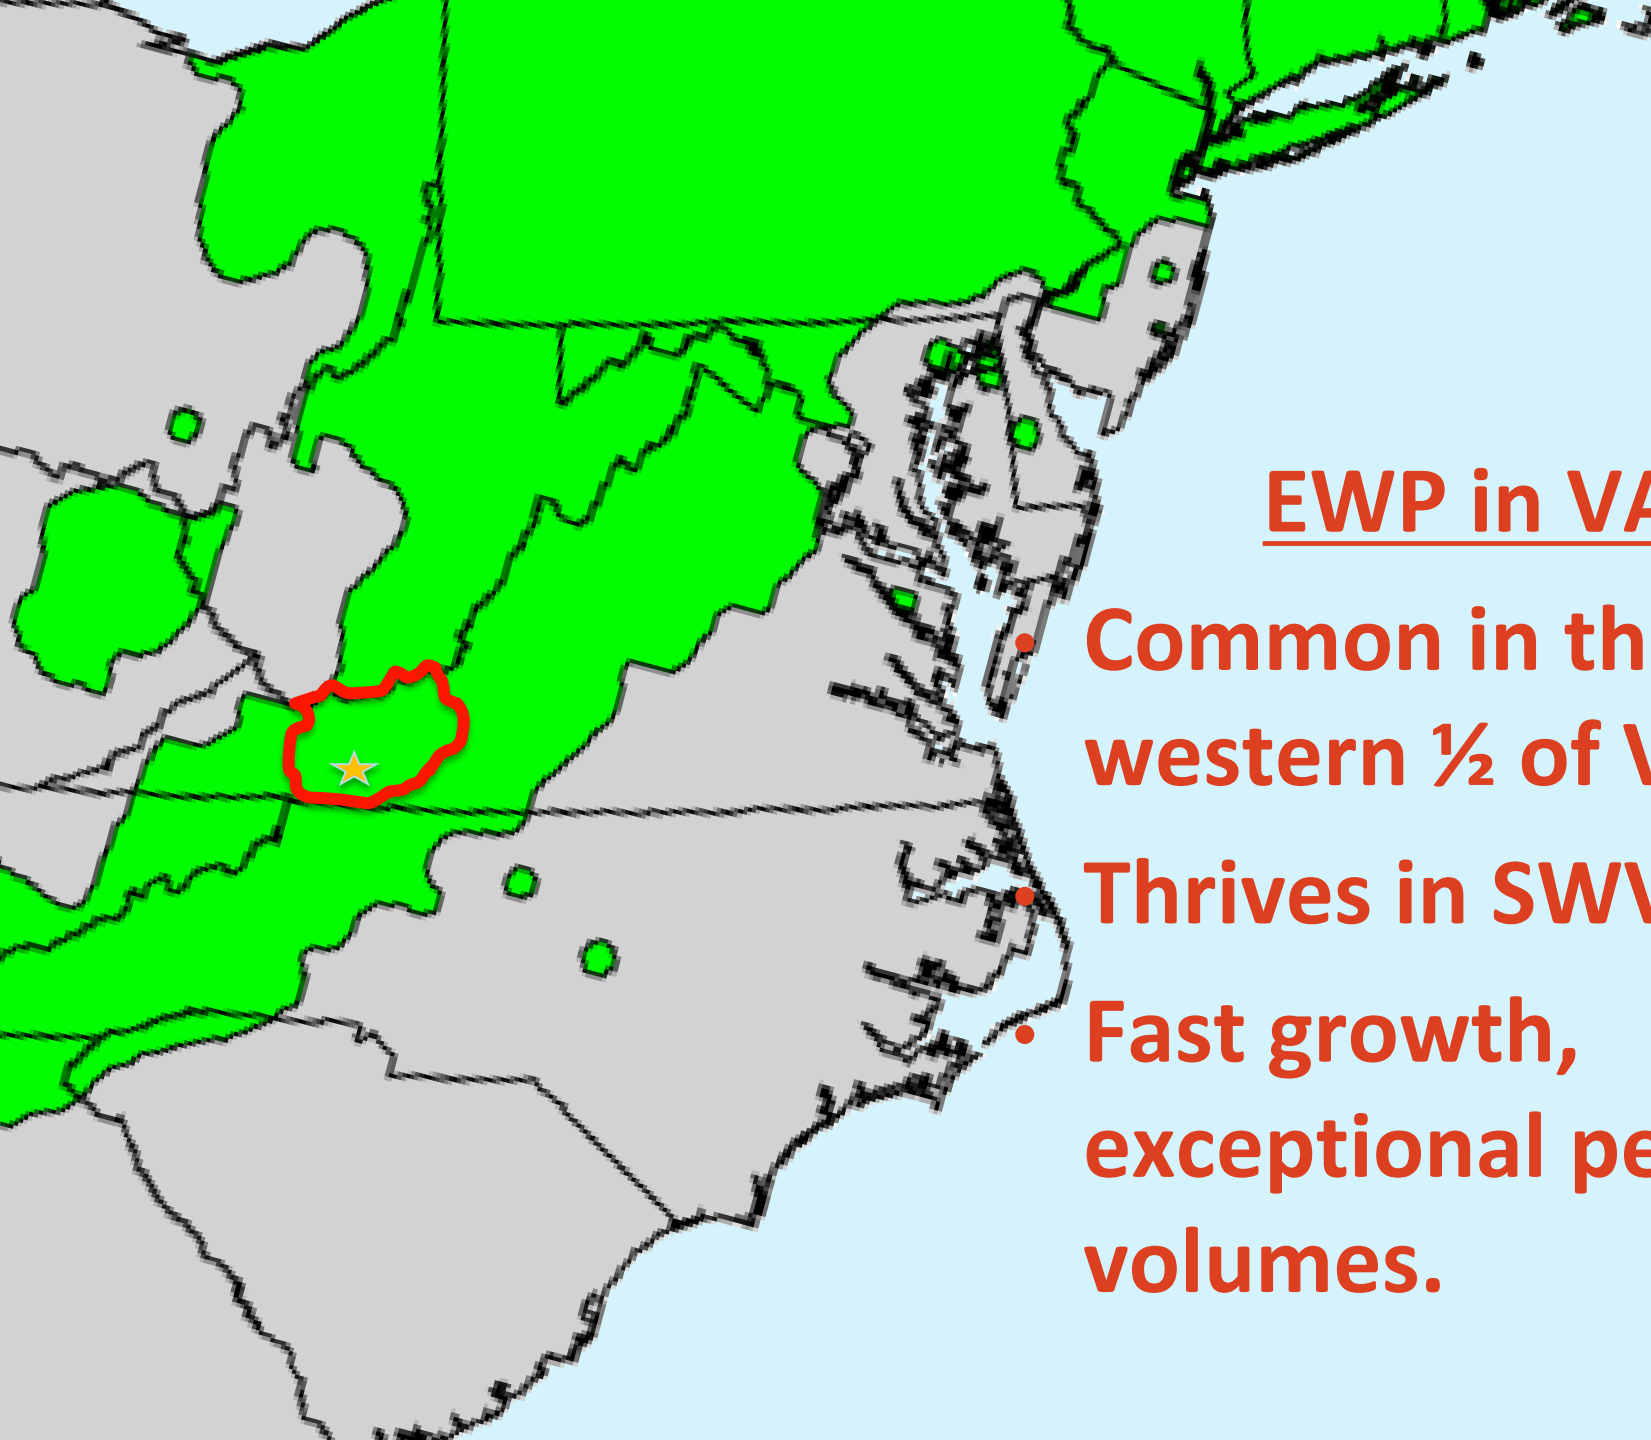 EWP in VA
• Common in th
western ½ of V
• Thrives in SWV
• Fast growth,
exceptional pe
volumes.